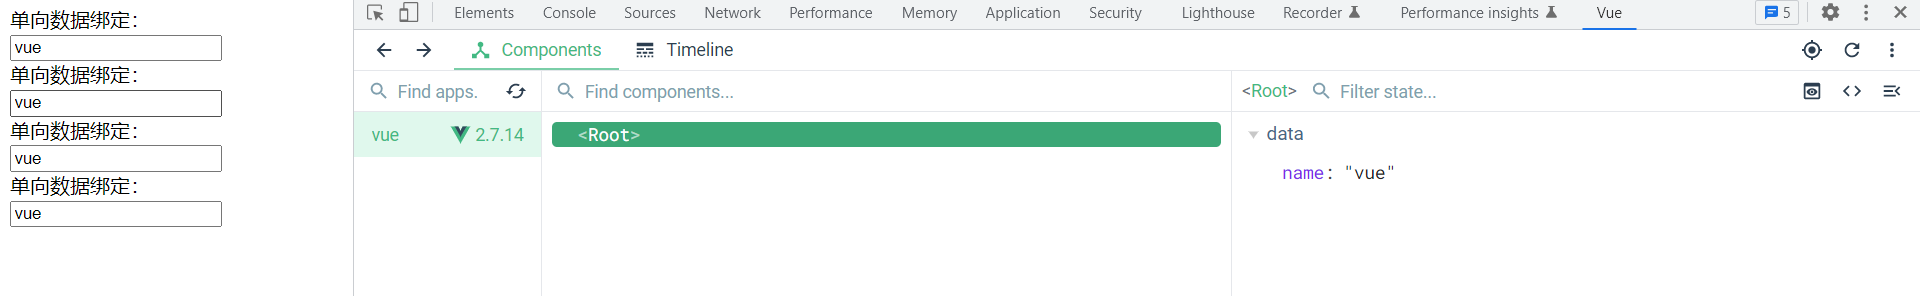 单向数据绑定：
vue
单向数据绑定：
vue
单向数据绑定：
vue
单向数据绑定：
vue
Elements Console Sources Network Performance Memory Application Security Lighthouse Recorder Performance insights Vue 5
Components Timeline
Find apps. Find components... <Root> Filter state...
vue 2.7.14 <Root> data
name: "vue"